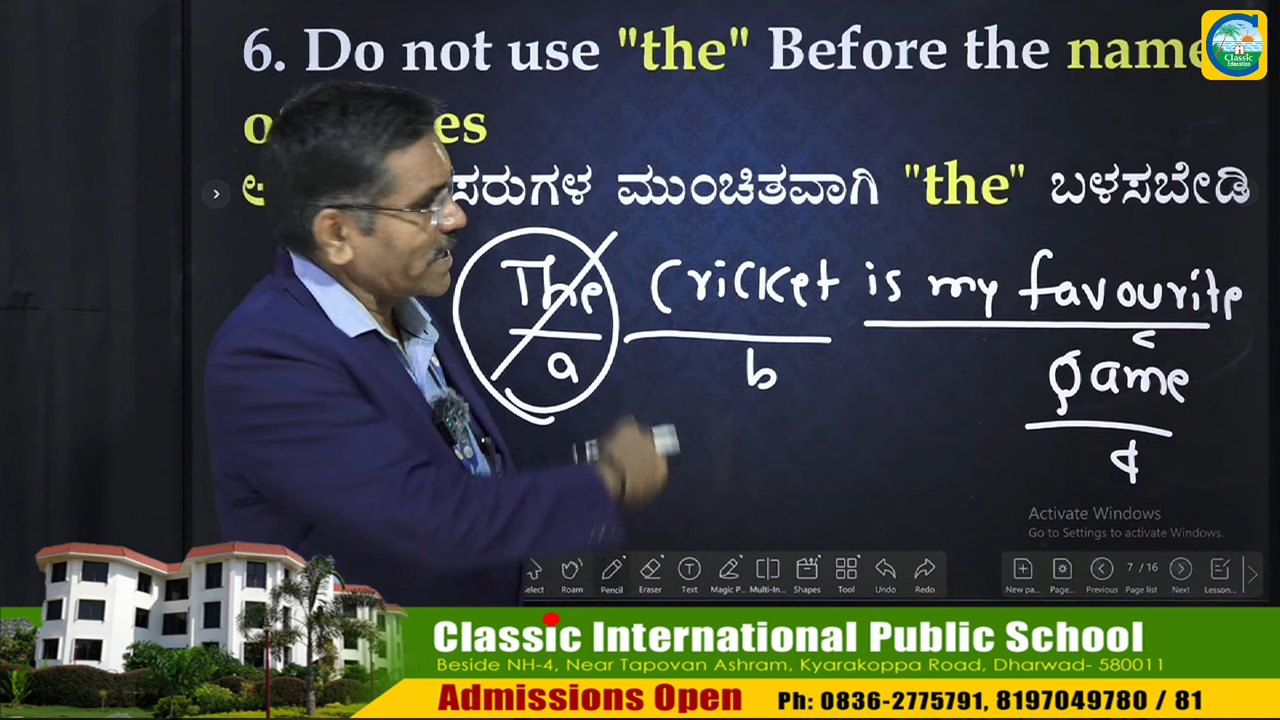 6. Do not use "the" Before the name
es
ಸರುಗಳ ಮುಂಚಿತವಾಗಿ "the" ಬಳಸಬೇಡಿ
The Cricket is my favourite
a b c
game
d
Classic
Education
Activate Windows
Go to Settings to activate Windows.
Select Roam Pencil Eraser Text Magic P... Multi-In... Shapes Tool Undo Redo
New pa... Page... Previous 7 / 16 Page list Next Lesson...
Classic International Public School
Beside NH-4, Near Tapovan Ashram, Kyarakoppa Road, Dharwad- 580011
Admissions Open Ph: 0836-2775791, 8197049780 / 81